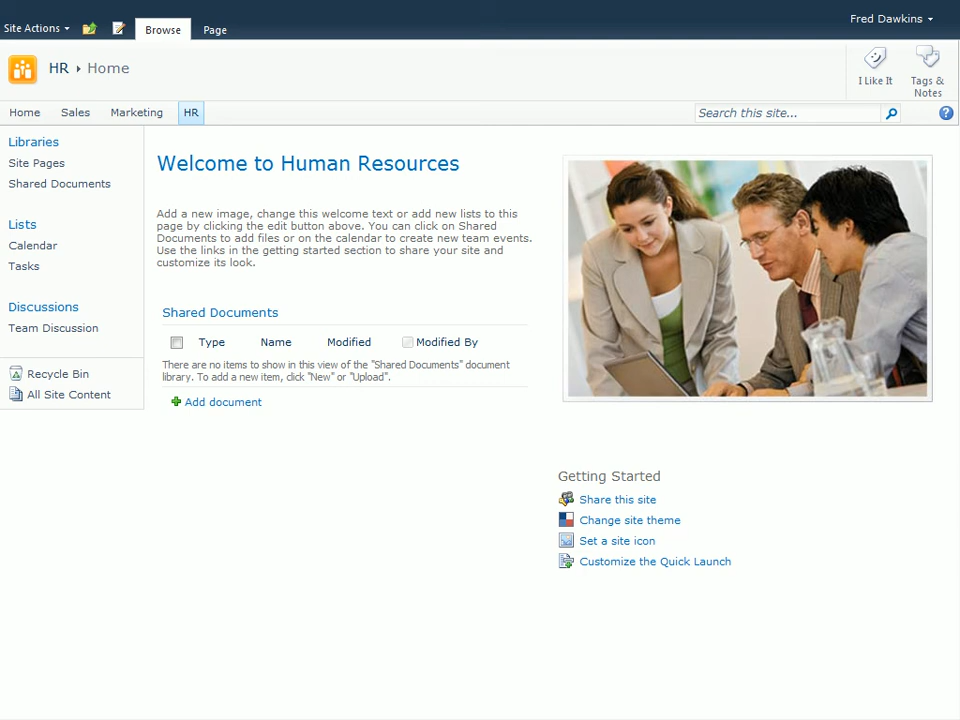 Site Actions
Browse
Page
Fred Dawkins
HR ▸ Home
I Like It
Tags &
Notes
Home
Sales
Marketing
HR
Search this site...
Libraries
Site Pages
Shared Documents
Lists
Calendar
Tasks
Discussions
Team Discussion
Recycle Bin
All Site Content
Welcome to Human Resources
Add a new image, change this welcome text or add new lists to this
page by clicking the edit button above. You can click on Shared
Documents to add files or on the calendar to create new team events.
Use the links in the getting started section to share your site and
customize its look.
Shared Documents
Type
Name
Modified
Modified By
There are no items to show in this view of the "Shared Documents" document
library. To add a new item, click "New" or "Upload".
Add document
Getting Started
Share this site
Change site theme
Set a site icon
Customize the Quick Launch